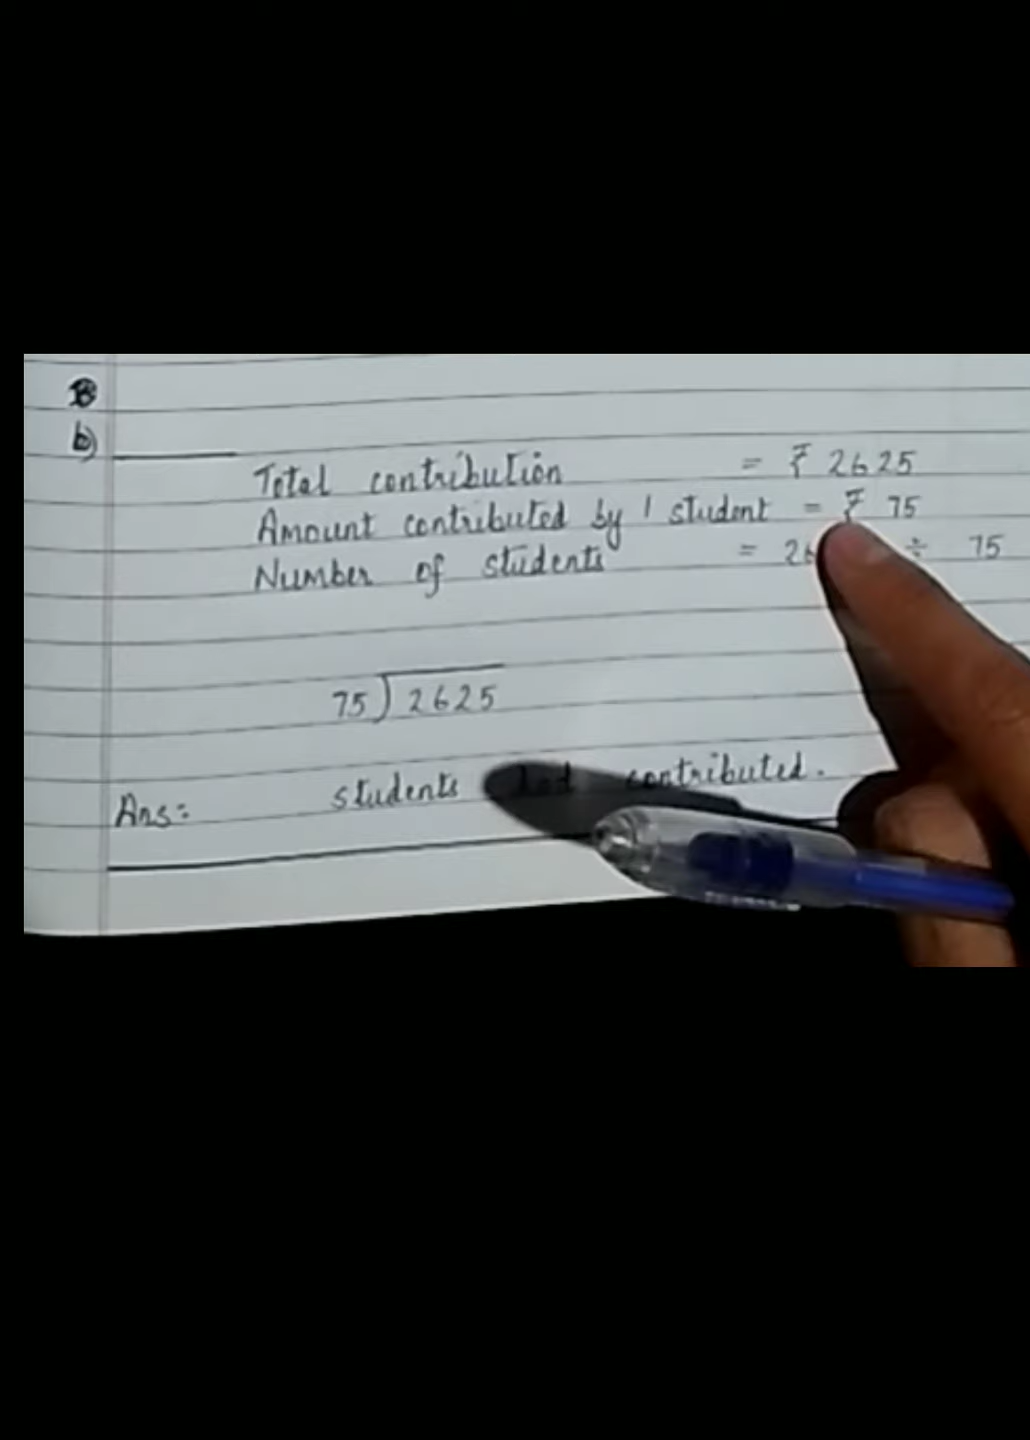 B
b)
Total contribution = ₹ 2625
Amount contributed by 1 student = ₹ 75
Number of students = 26 ÷ 75
75)2625
Ans: students had contributed.